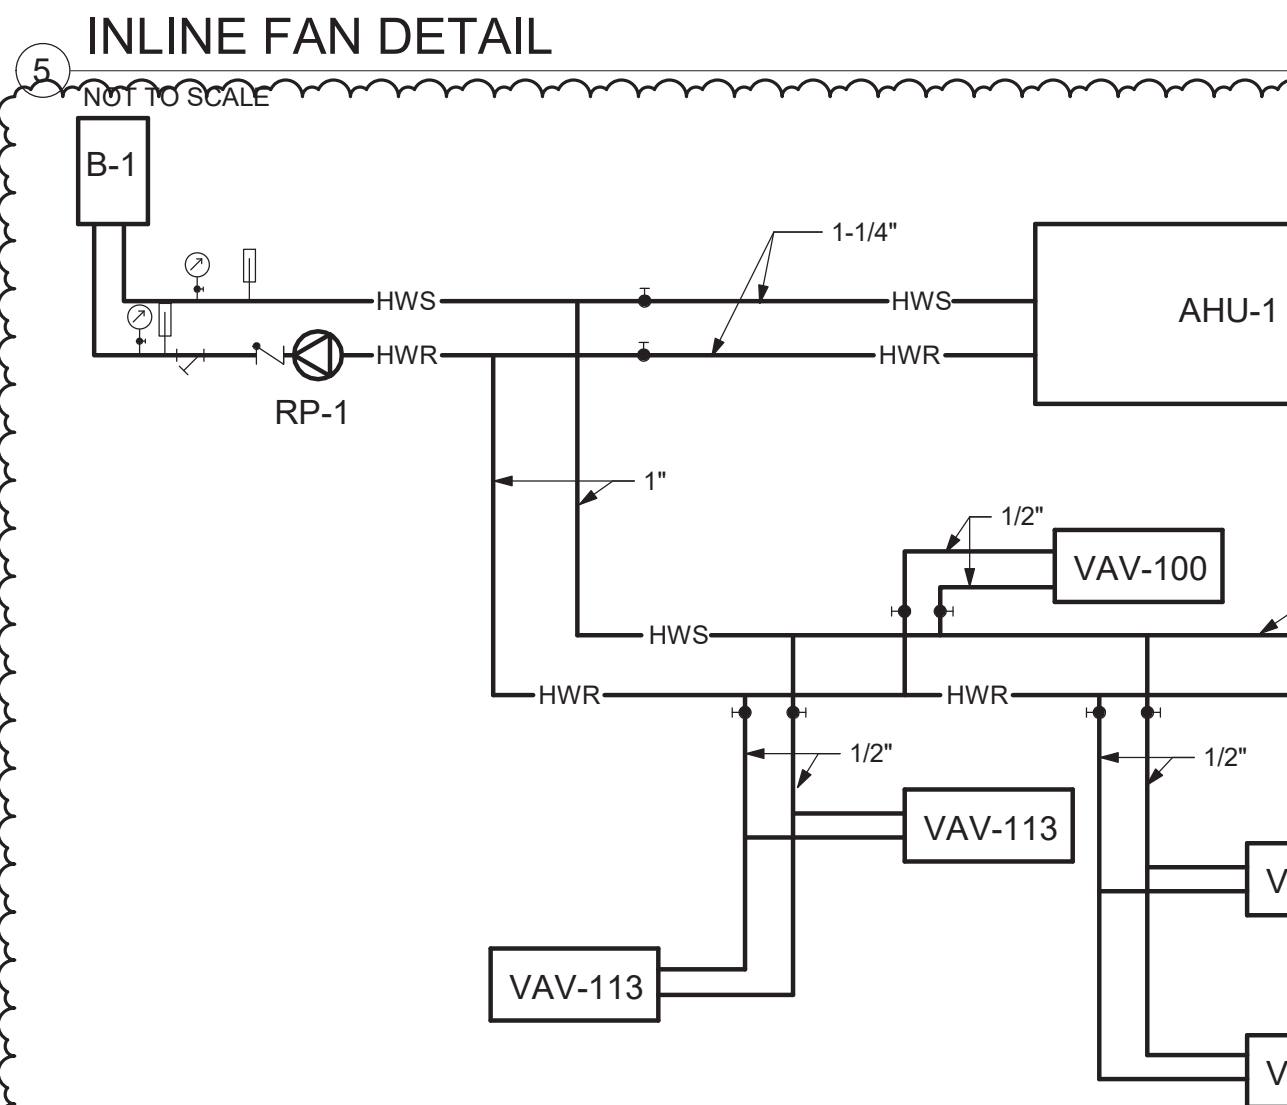 INLINE FAN DETAIL
5
NOT TO SCALE
B-1
1-1/4"
HWS
HWS
AHU-1
HWR
HWR
RP-1
1"
1/2"
VAV-100
HWS
HWR
HWR
1/2"
1/2"
VAV-113
V
VAV-113
V